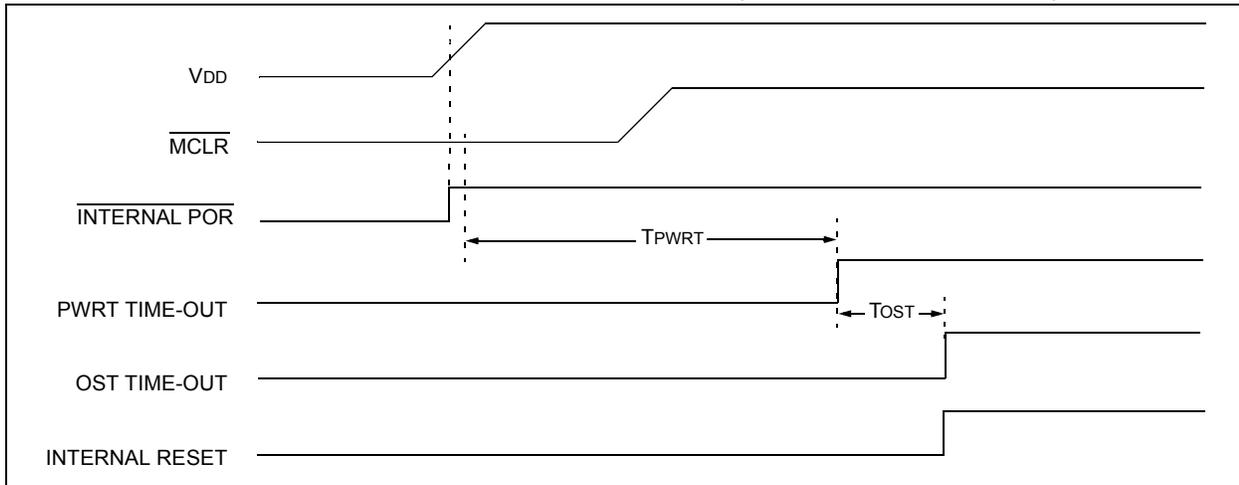 VDD
MCLR
INTERNAL POR
TPWRT
PWRT TIME-OUT
TOST
OST TIME-OUT
INTERNAL RESET